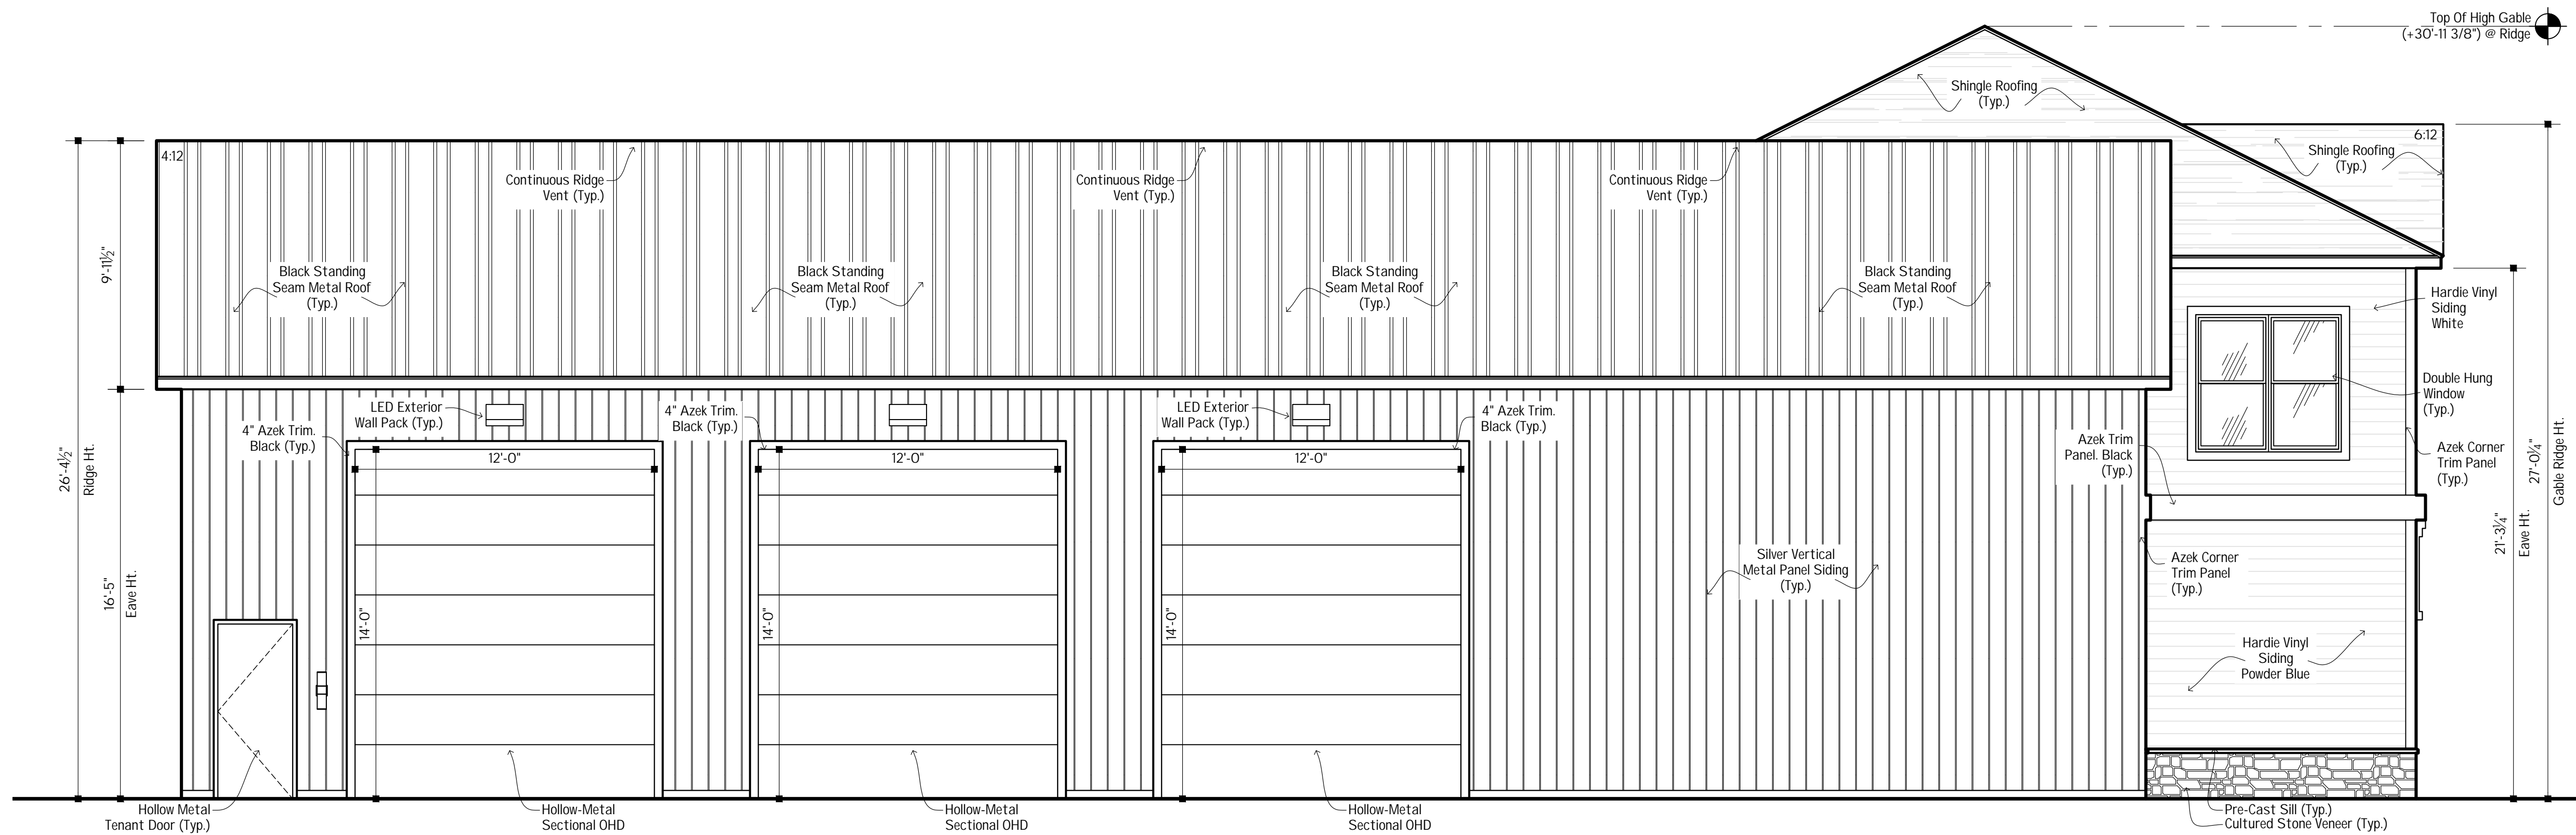 Top Of High Gable
(+30'-11 3/8") @ Ridge
Shingle Roofing
(Typ.)
6:12
Shingle Roofing
(Typ.)
4:12
Continuous Ridge
Vent (Typ.)
Continuous Ridge
Vent (Typ.)
Continuous Ridge
Vent (Typ.)
9'-11½"
Black Standing
Seam Metal Roof
(Typ.)
Black Standing
Seam Metal Roof
(Typ.)
Black Standing
Seam Metal Roof
(Typ.)
Black Standing
Seam Metal Roof
(Typ.)
Hardie Vinyl
Siding
White
Double Hung
Window
(Typ.)
LED Exterior
Wall Pack (Typ.)
4" Azek Trim.
Black (Typ.)
4" Azek Trim.
Black (Typ.)
LED Exterior
Wall Pack (Typ.)
4" Azek Trim.
Black (Typ.)
Azek Trim
Panel. Black
(Typ.)
Azek Corner
Trim Panel
(Typ.)
12'-0"
12'-0"
12'-0"
26'-4½"
Ridge Ht.
27'-0¼"
Gable Ridge Ht.
21'-3¼"
Eave Ht.
16'-5"
Eave Ht.
14'-0"
14'-0"
14'-0"
Silver Vertical
Metal Panel Siding
(Typ.)
Azek Corner
Trim Panel
(Typ.)
Hardie Vinyl
Siding
Powder Blue
Hollow Metal
Tenant Door (Typ.)
Hollow-Metal
Sectional OHD
Hollow-Metal
Sectional OHD
Hollow-Metal
Sectional OHD
Pre-Cast Sill (Typ.)
Cultured Stone Veneer (Typ.)